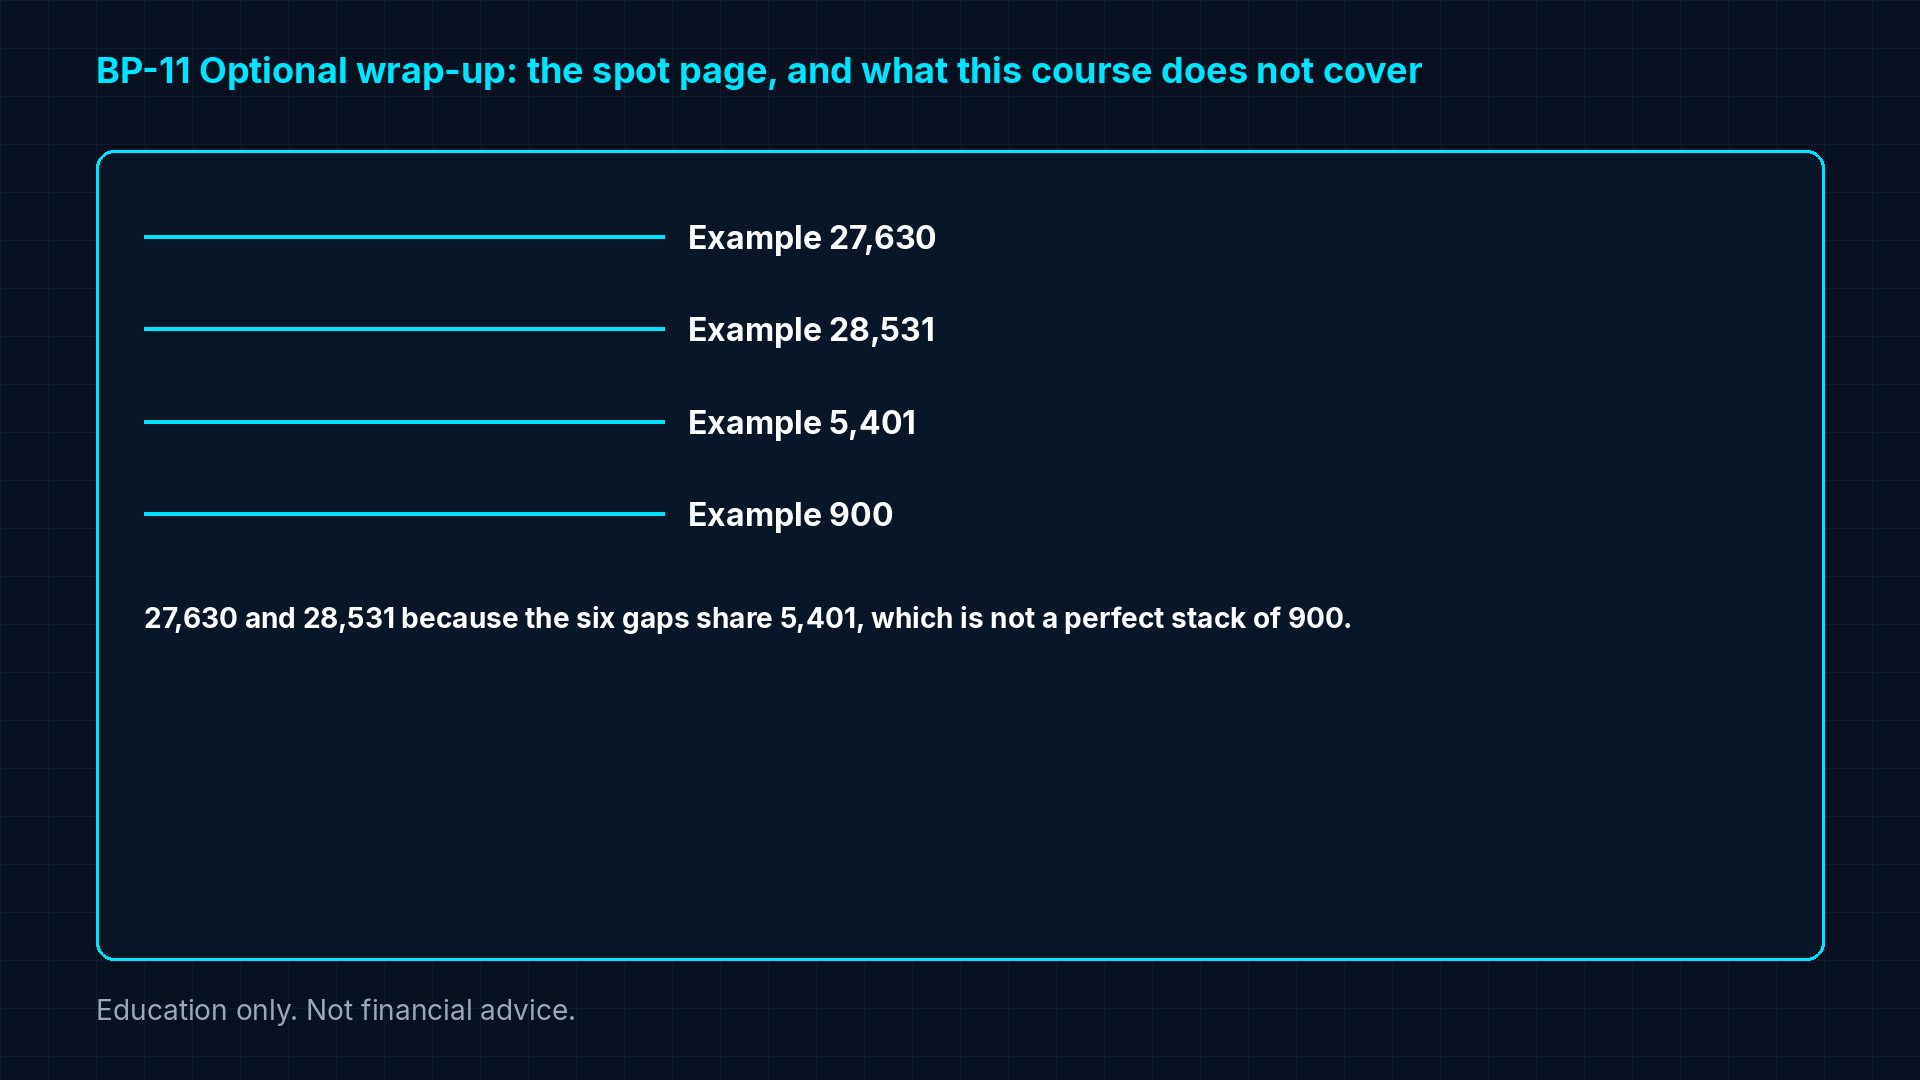 BP-11 Optional wrap-up: the spot page, and what this course does not cover
Example 27,630
Example 28,531
Example 5,401
Example 900
27,630 and 28,531 because the six gaps share 5,401, which is not a perfect stack of 900.
Education only. Not financial advice.